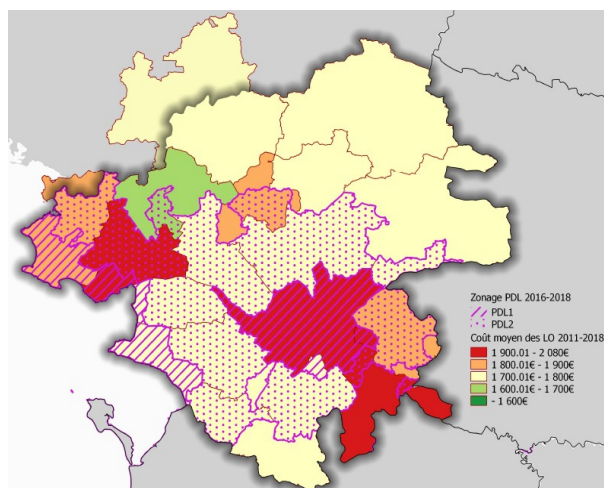 Zonage PDL 2016-2018
PDL1
PDL2
Coût moyen des LO 2011-2018
1 900.01 - 2 080€
1 800.01€ - 1 900€
1 700.01€ - 1 800€
1 600.01€ - 1 700€
- 1 600€